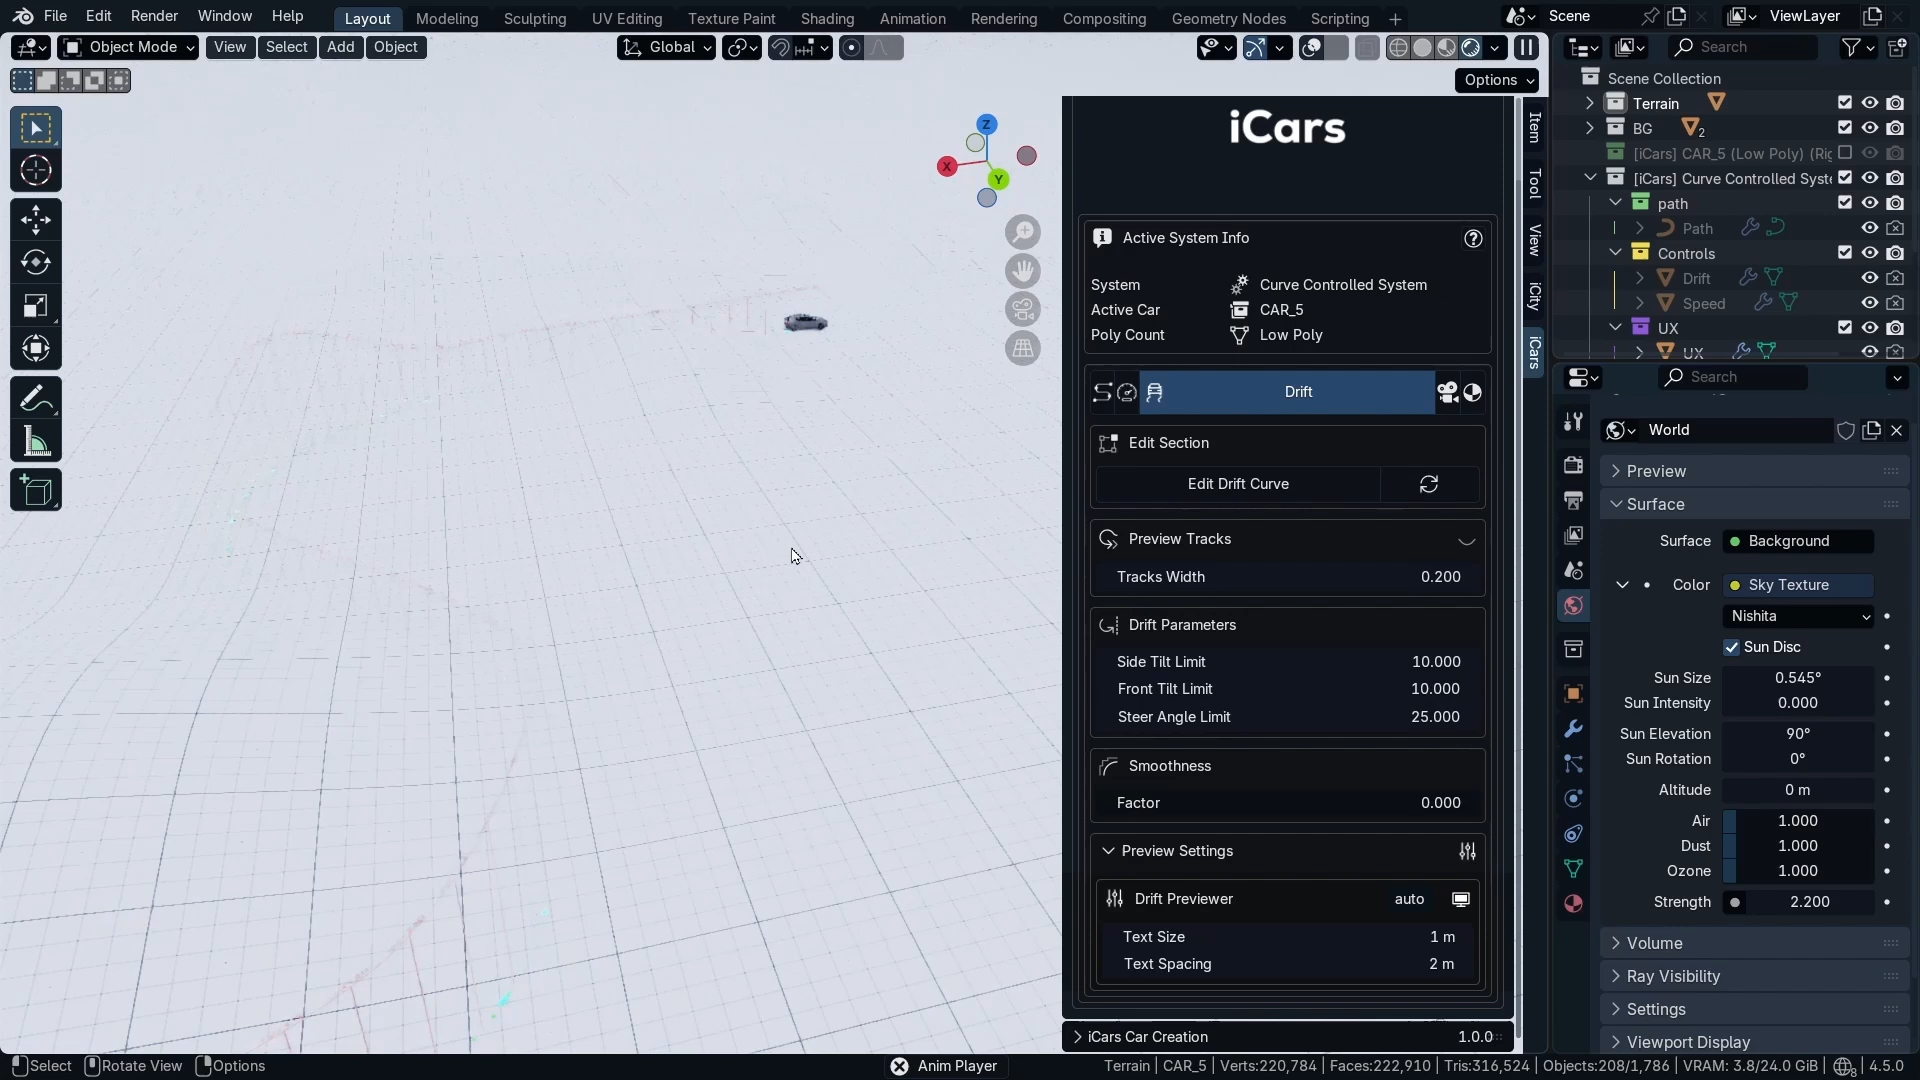 File Edit Render Window Help Layout Modeling Sculpting UV Editing Texture Paint Shading Animation Rendering Compositing Geometry Nodes Scripting + Scene ViewLayer
Object Mode View Select Add Object Global Search
Options
Scene Collection
Terrain
BG 2
[iCars] CAR_5 (Low Poly) (Rig
[iCars] Curve Controlled Syste
path
Path
Controls
Drift
Speed
UX
UX
X
Y
Z
Item
Tool
View
iCity
iCars
iCars
Active System Info
System Curve Controlled System
Active Car CAR_5
Poly Count Low Poly
Drift
Edit Section
Edit Drift Curve
Preview Tracks
Tracks Width 0.200
Drift Parameters
Side Tilt Limit 10.000
Front Tilt Limit 10.000
Steer Angle Limit 25.000
Smoothness
Factor 0.000
Preview Settings
Drift Previewer auto
Text Size 1 m
Text Spacing 2 m
iCars Car Creation 1.0.0
Search
World
Preview
Surface
Surface Background
Color Sky Texture
Nishita
Sun Disc
Sun Size 0.545°
Sun Intensity 0.000
Sun Elevation 90°
Sun Rotation 0°
Altitude 0 m
Air 1.000
Dust 1.000
Ozone 1.000
Strength 2.200
Volume
Ray Visibility
Settings
Viewport Display
Select Rotate View Options Anim Player Terrain | CAR_5 | Verts:220,784 | Faces:222,910 | Tris:316,524 | Objects:208/1,786 | VRAM: 3.8/24.0 GiB | 8 | 4.5.0